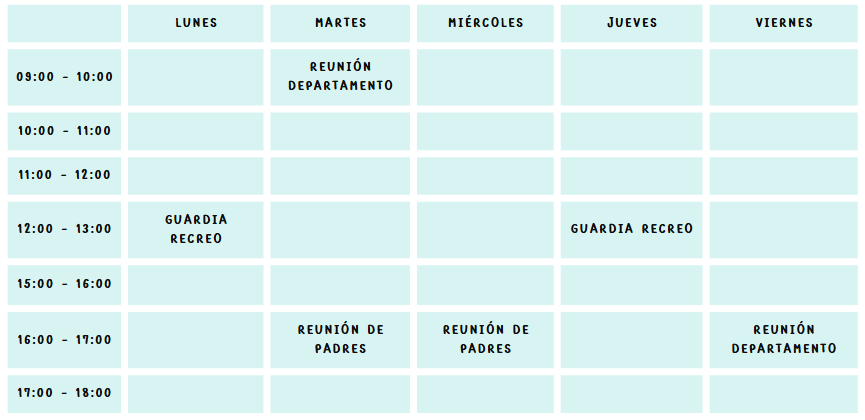 LUNES MARTES MIÉRCOLES JUEVES VIERNES
09:00 - 10:00 REUNIÓN DEPARTAMENTO
10:00 - 11:00
11:00 - 12:00
12:00 - 13:00 GUARDIA RECREO GUARDIA RECREO
15:00 - 16:00
16:00 - 17:00 REUNIÓN DE PADRES REUNIÓN DE PADRES REUNIÓN DEPARTAMENTO
17:00 - 18:00